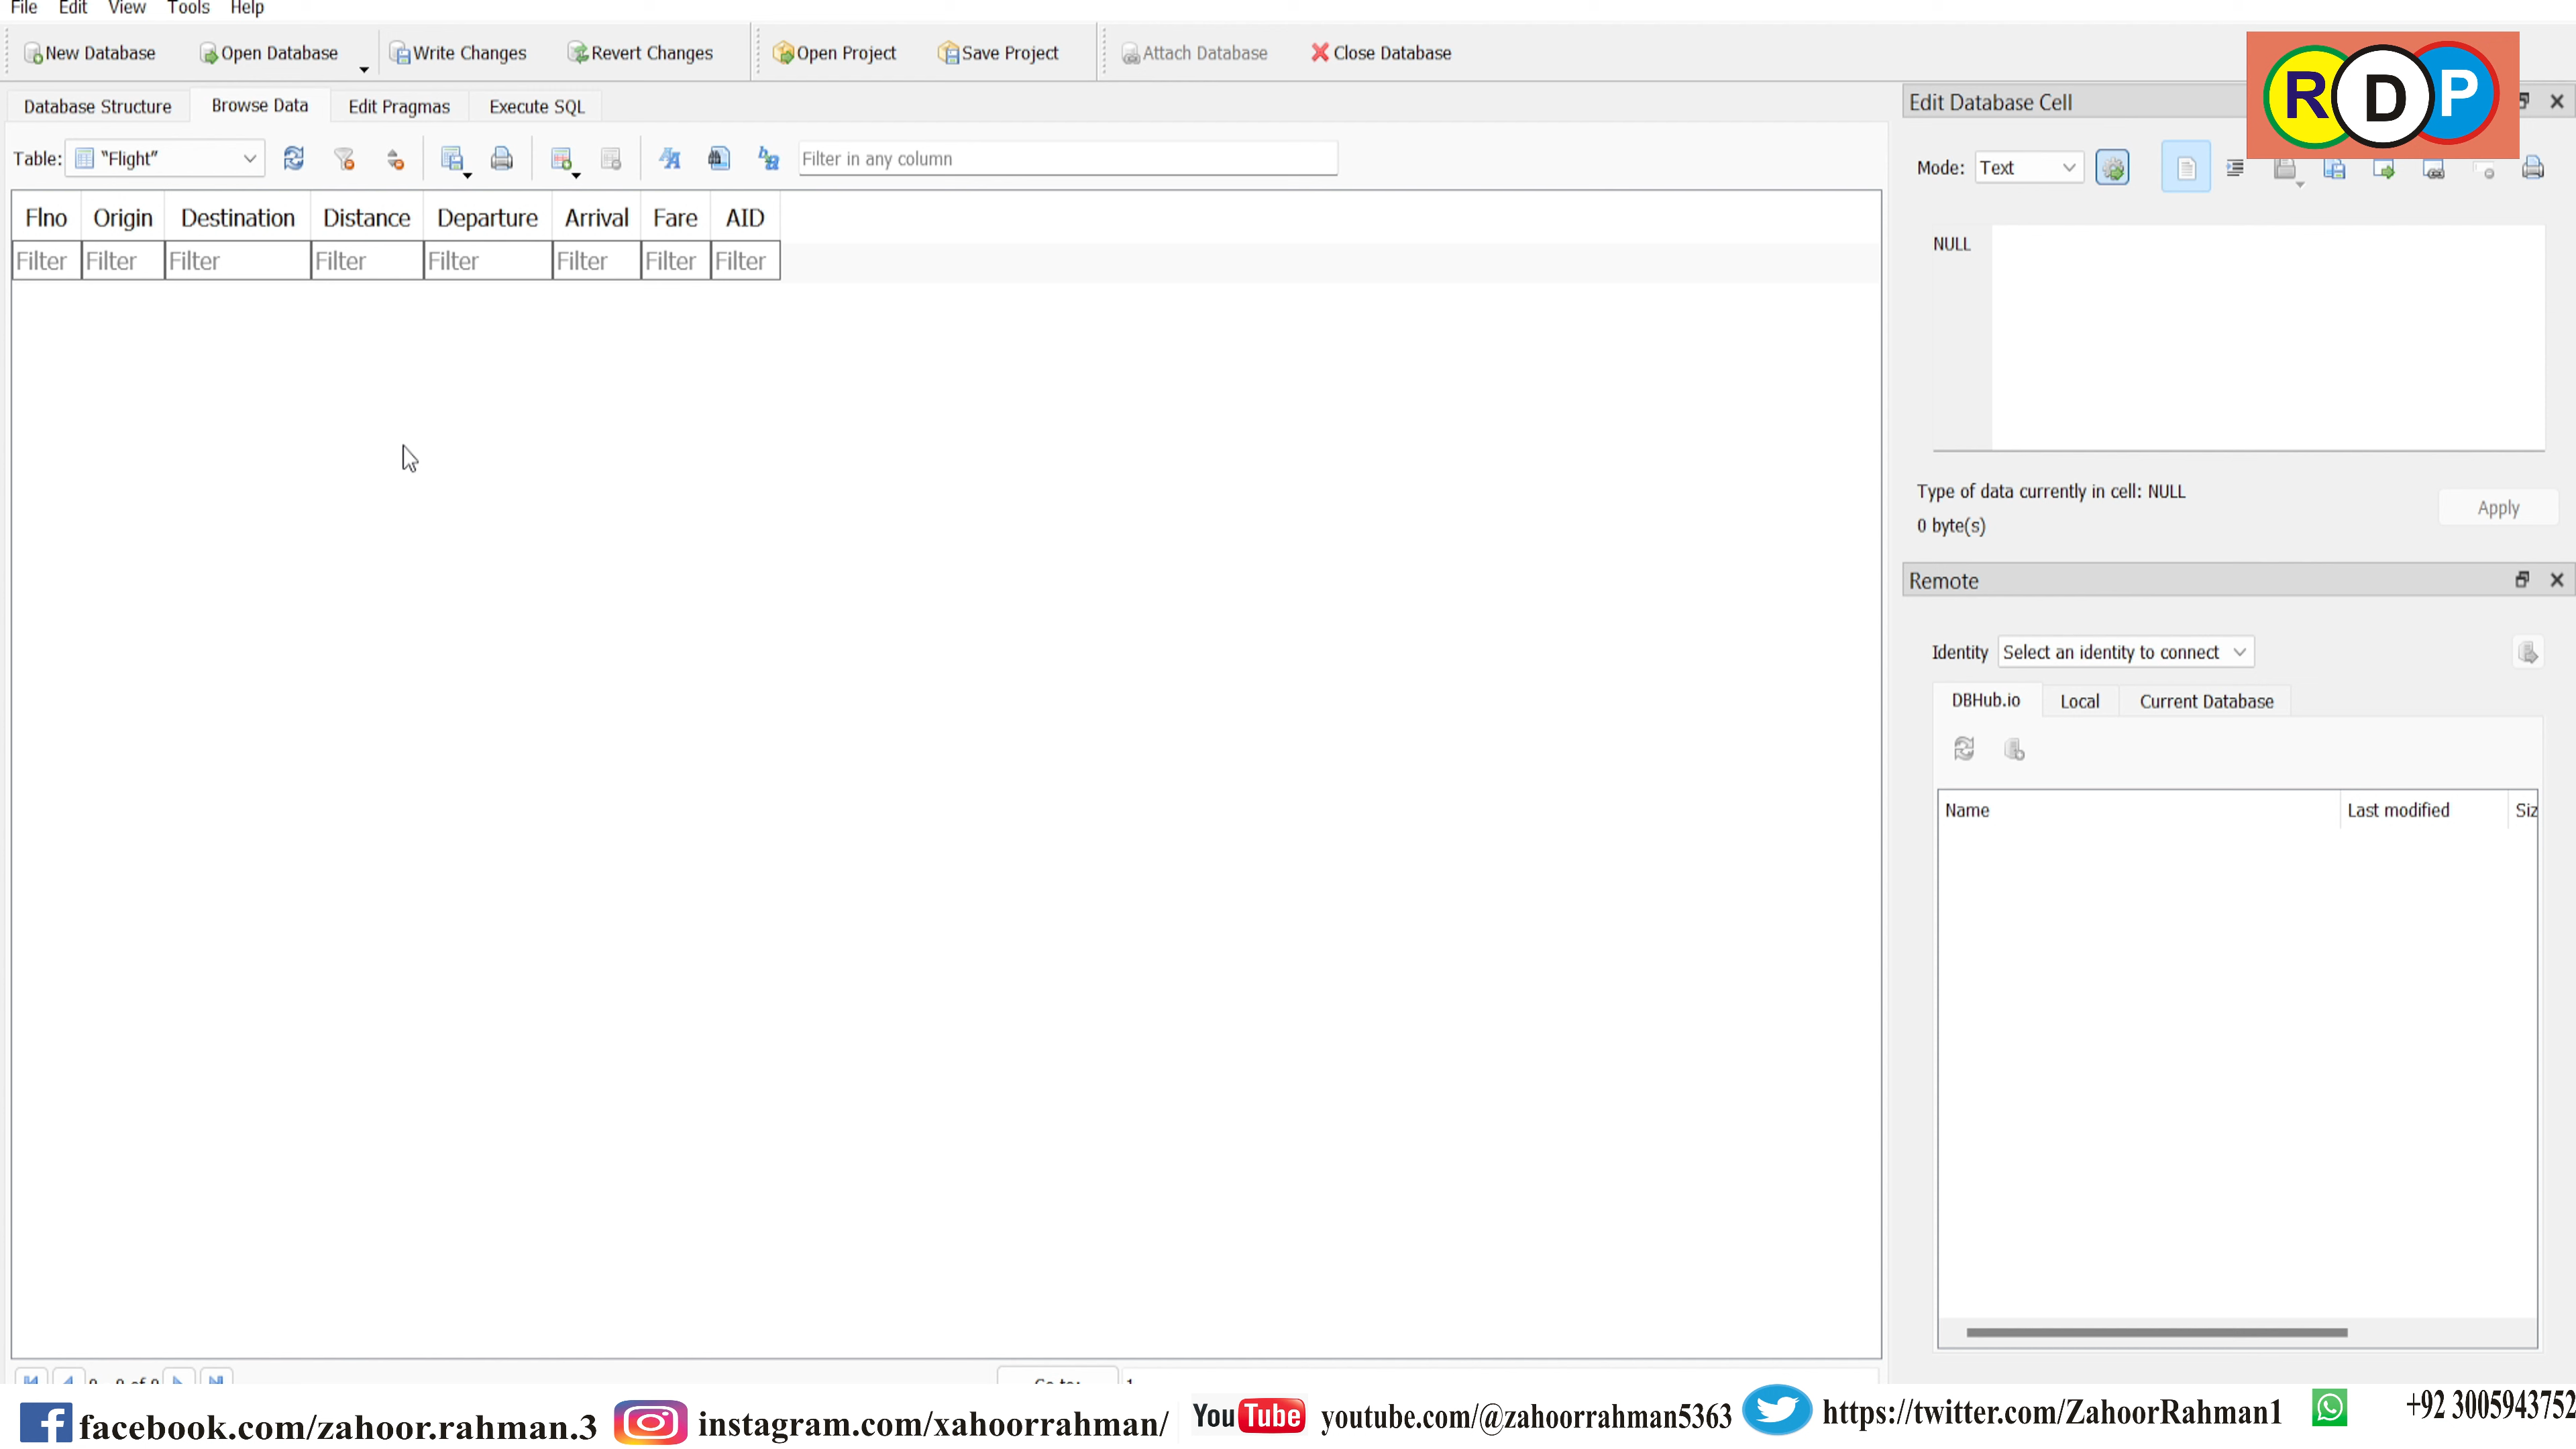 File Edit View Tools Help
New Database Open Database Write Changes Revert Changes Open Project Save Project Attach Database Close Database
RDP
Database Structure Browse Data Edit Pragmas Execute SQL
Edit Database Cell
Table: "Flight" Filter in any column
Mode: Text
Flno Origin Destination Distance Departure Arrival Fare AID
Filter Filter Filter Filter Filter Filter Filter Filter
NULL
Type of data currently in cell: NULL
0 byte(s)
Apply
Remote
Identity Select an identity to connect
DBHub.io Local Current Database
Name Last modified Siz
Go to: 1
facebook.com/zahoor.rahman.3 instagram.com/xahoorrahman/ YouTube youtube.com/@zahoorrahman5363 https://twitter.com/ZahoorRahman1 +92 3005943752